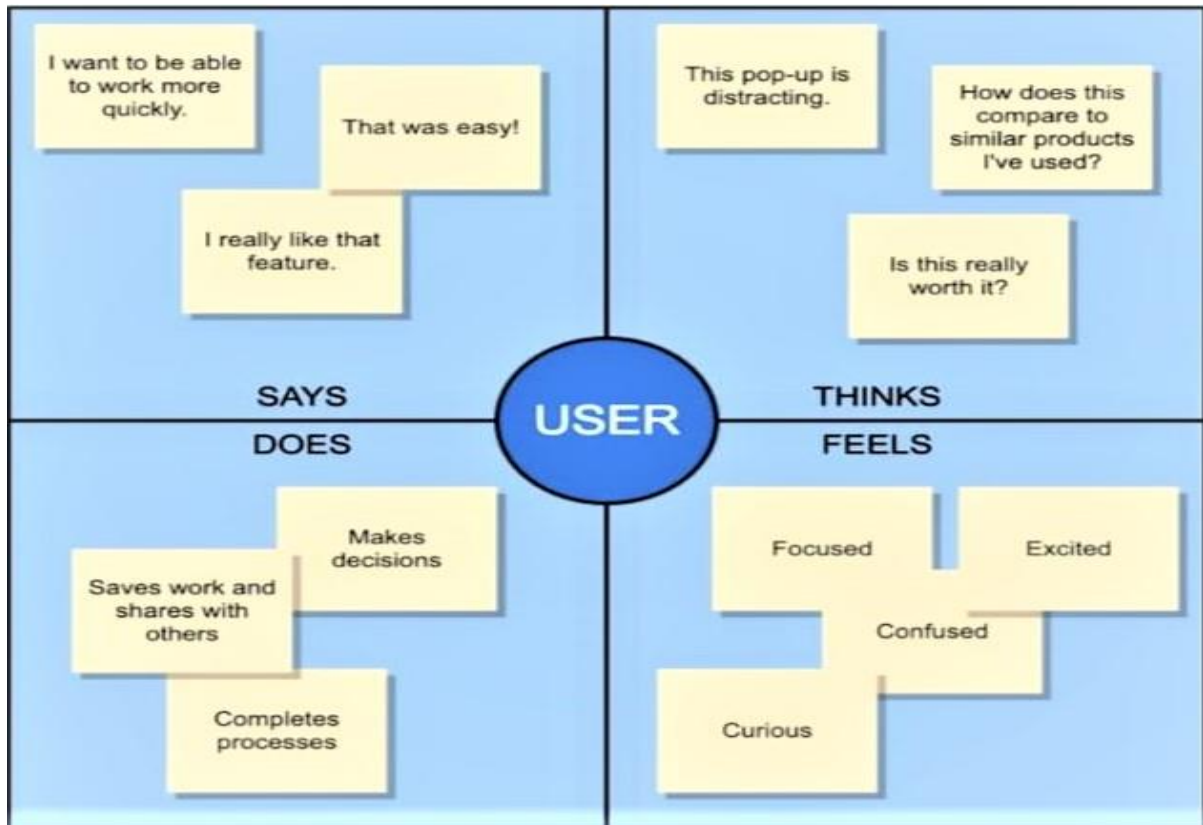 I want to be able
to work more
quickly.
That was easy!
I really like that
feature.
SAYS
This pop-up is
distracting.
How does this
compare to
similar products
I've used?
Is this really
worth it?
THINKS
USER
DOES
Makes
decisions
Saves work and
shares with
others
Completes
processes
FEELS
Focused
Excited
Confused
Curious